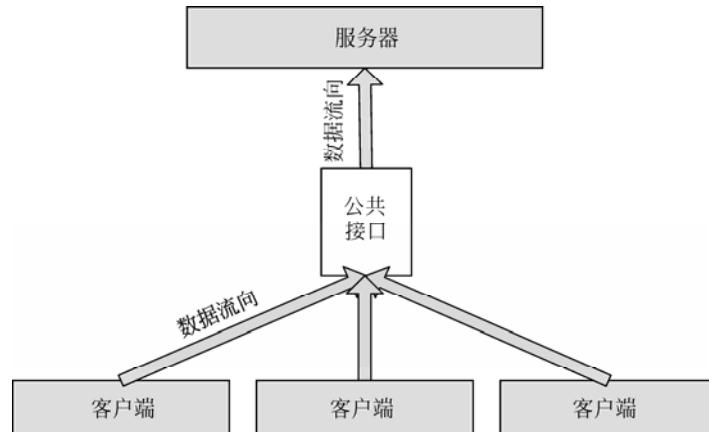 服务器
数据流向
公共
接口
数据流向
客户端
客户端
客户端